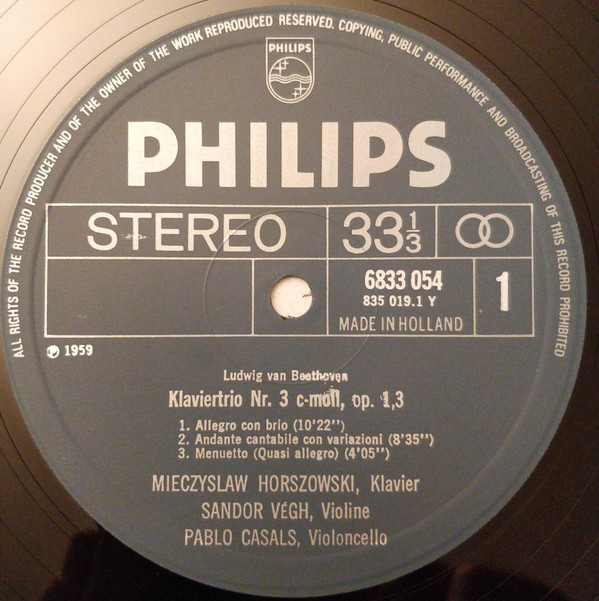 ALL RIGHTS OF THE RECORD PRODUCER AND OF THE OWNER OF THE WORK REPRODUCED RESERVED. COPYING, PUBLIC PERFORMANCE AND BROADCASTING OF THIS RECORD PROHIBITED
PHILIPS
PHILIPS
STEREO 33 1/3
6833 054 1
835 019.1 Y
MADE IN HOLLAND
℗ 1959
Ludwig van Beethoven
Klaviertrio Nr. 3 c-moll, op. 1,3
1. Allegro con brio (10'22'')
2. Andante cantabile con variazioni (8'35'')
3. Menuetto (Quasi allegro) (4'05'')
MIECZYSLAW HORSZOWSKI, Klavier
SANDOR VÉGH, Violine
PABLO CASALS, Violoncello